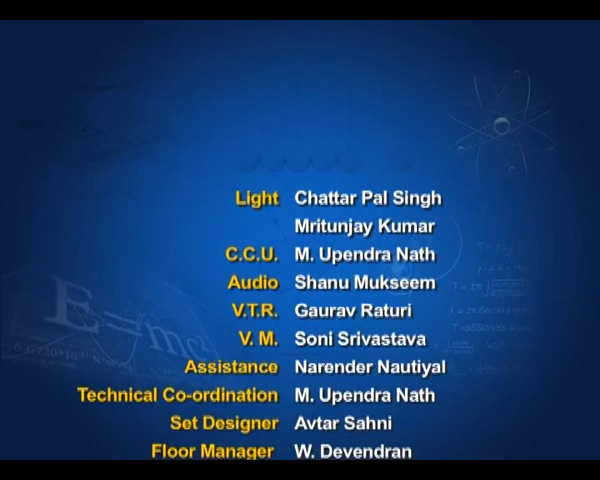 Light Chattar Pal Singh
Mritunjay Kumar
C.C.U. M. Upendra Nath
Audio Shanu Mukseem
V.T.R. Gaurav Raturi
V. M. Soni Srivastava
Assistance Narender Nautiyal
Technical Co-ordination M. Upendra Nath
Set Designer Avtar Sahni
Floor Manager W. Devendran
E=mc²